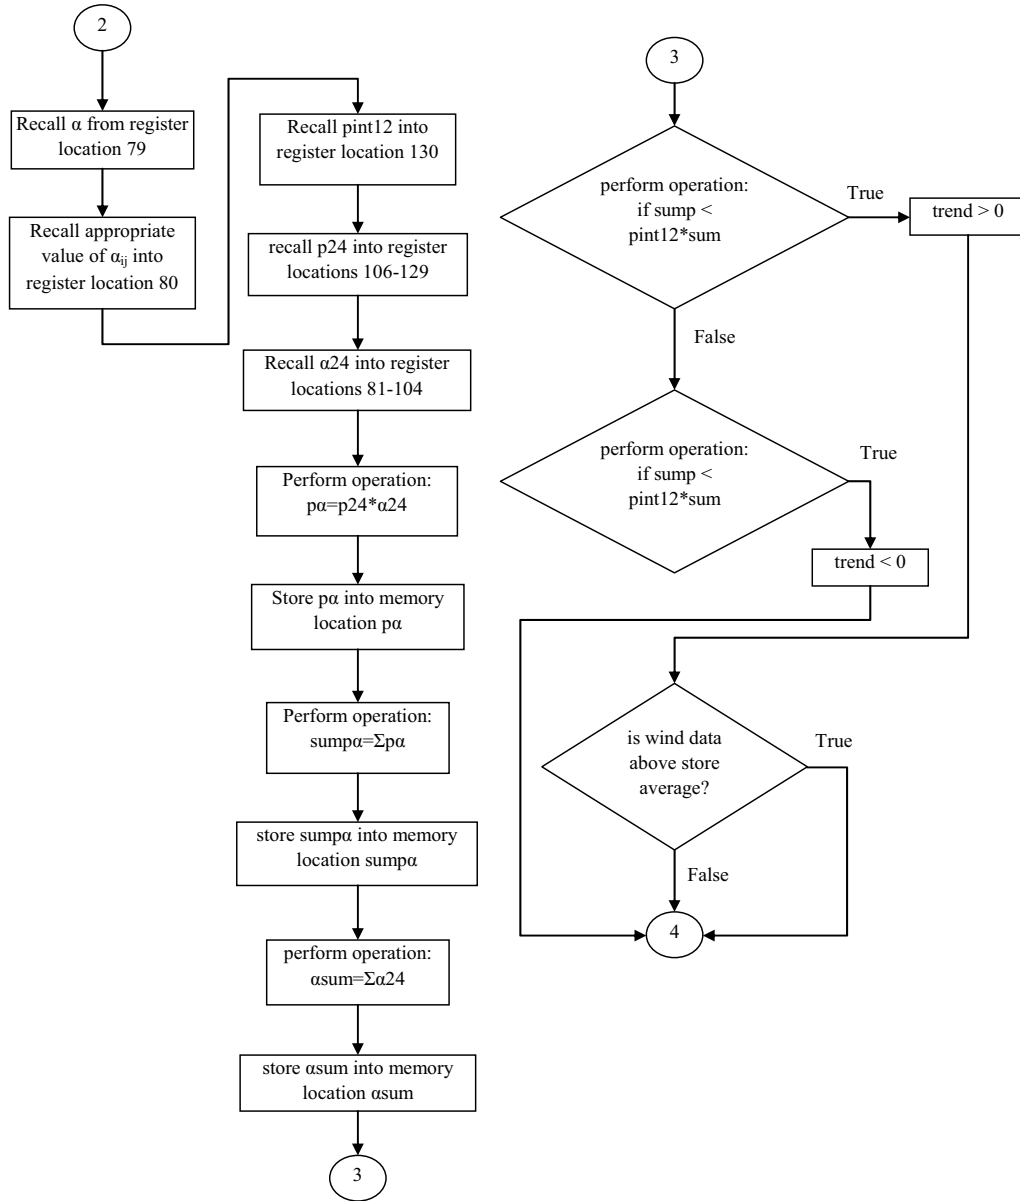 2
Recall α from register
location 79
Recall appropriate
value of αij into
register location 80
Recall pint12 into
register location 130
recall p24 into register
locations 106-129
Recall α24 into register
locations 81-104
Perform operation:
pα=p24*α24
Store pα into memory
location pα
Perform operation:
sumpα=Σpα
store sumpα into memory
location sumpα
perform operation:
αsum=Σα24
store αsum into memory
location αsum
3
3
perform operation:
if sump <
pint12*sum
True
trend > 0
False
perform operation:
if sump <
pint12*sum
True
trend < 0
is wind data
above store
average?
True
False
4